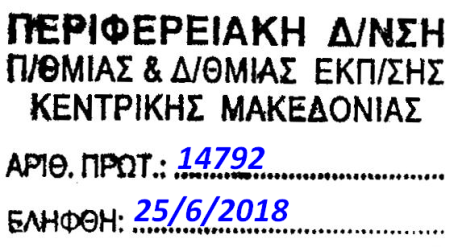 ΠΕΡΙΦΕΡΕΙΑΚΗ Δ/ΝΣΗ
Π/ΘΜΙΑΣ & Δ/ΘΜΙΑΣ ΕΚΠ/ΣΗΣ
ΚΕΝΤΡΙΚΗΣ ΜΑΚΕΔΟΝΙΑΣ
ΑΡΙΘ. ΠΡΩΤ.: 14792
ΕΛΗΦΘΗ: 25/6/2018